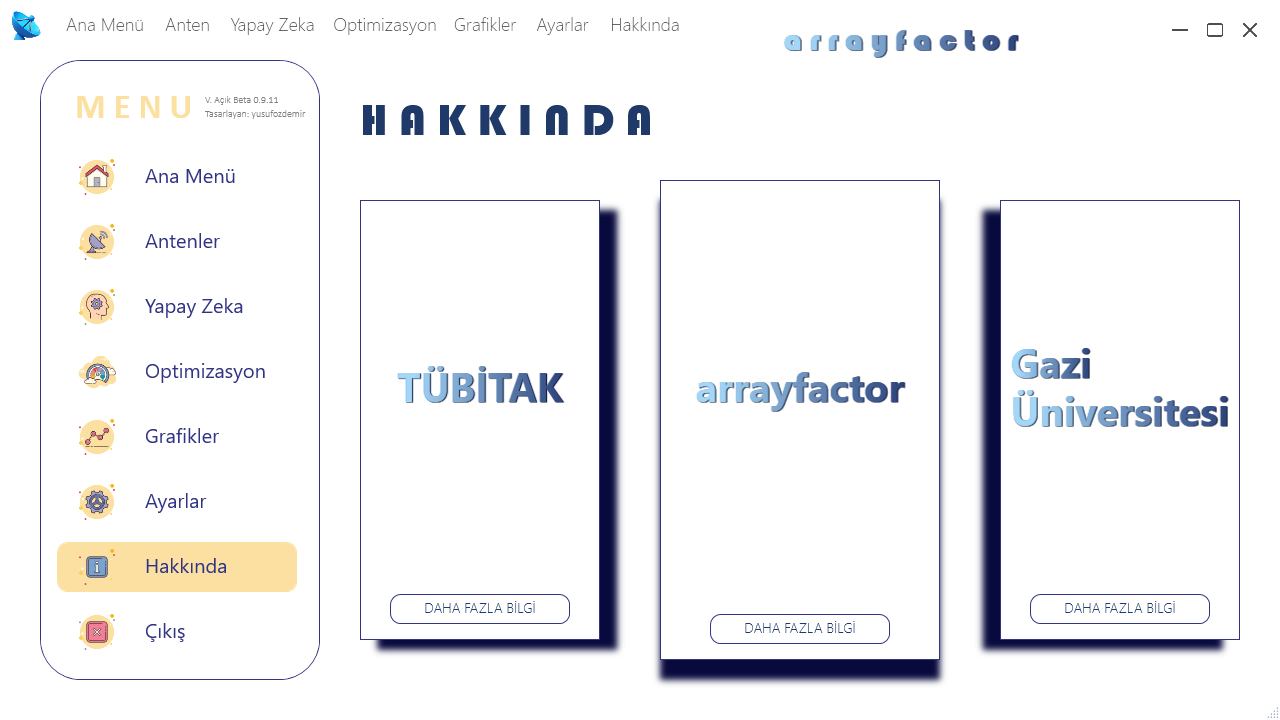 Ana Menü Anten Yapay Zeka Optimizasyon Grafikler Ayarlar Hakkında
arrayfactor
MENU
V. Açık Beta 0.9.11
Tasarlayan: yusufozdemir
Ana Menü
Antenler
Yapay Zeka
Optimizasyon
Grafikler
Ayarlar
Hakkında
Çıkış
HAKKINDA
TÜBİTAK
DAHA FAZLA BİLGİ
arrayfactor
DAHA FAZLA BİLGİ
Gazi
Üniversitesi
DAHA FAZLA BİLGİ